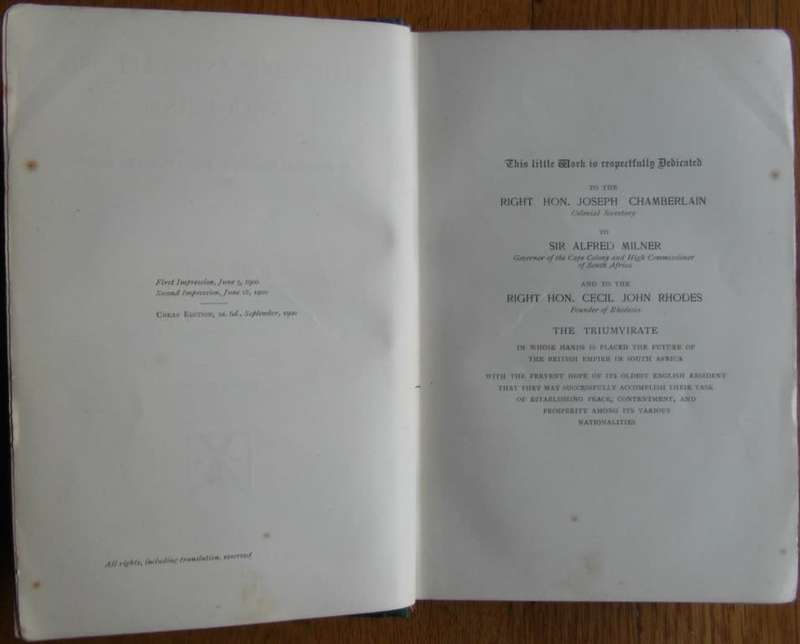 First Impression, June 5, 1900
Second Impression, June 18, 1900
CHEAP EDITION, 2s. 6d., September, 1900
All rights, including translation, reserved
This little Work is respectfully Dedicated
TO THE
RIGHT HON. JOSEPH CHAMBERLAIN
Colonial Secretary
TO
SIR ALFRED MILNER
Governor of the Cape Colony and High Commissioner
of South Africa
AND TO THE
RIGHT HON. CECIL JOHN RHODES
Founder of Rhodesia
THE TRIUMVIRATE
IN WHOSE HANDS IS PLACED THE FUTURE OF
THE BRITISH EMPIRE IN SOUTH AFRICA
WITH THE FERVENT HOPE OF ITS OLDEST ENGLISH RESIDENT
THAT THEY MAY SUCCESSFULLY ACCOMPLISH THEIR TASK
OF ESTABLISHING PEACE, CONTENTMENT, AND
PROSPERITY AMONG ITS VARIOUS
NATIONALITIES